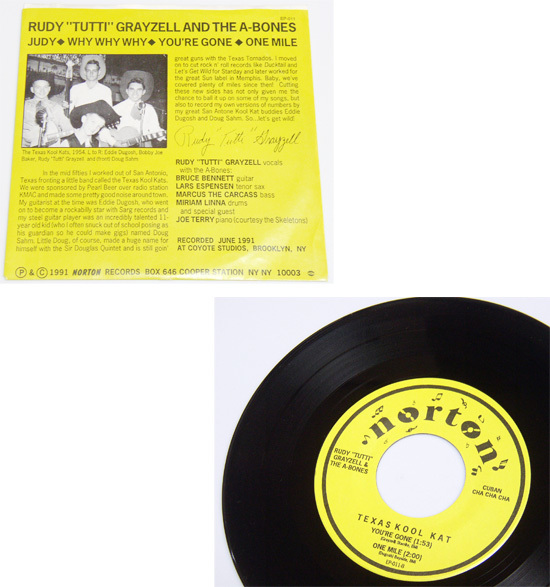 EP-011
RUDY "TUTTI" GRAYZELL AND THE A-BONES
JUDY◆ WHY WHY WHY◆ YOU'RE GONE ◆ ONE MILE
The Texas Kool Kats, 1954, L to R: Eddie Dugosh, Bobby Joe
Baker, Rudy "Tutti" Grayzell and (front) Doug Sahm.
In the mid fifties I worked out of San Antonio,
Texas fronting a little band called the Texas Kool Kats.
We were sponsored by Pearl Beer over radio station
KMAC and made some pretty good noise around town.
My guitarist at the time was Eddie Dugosh, who went
on to become a rockabilly star with Sarg records and
my steel guitar player was an incredibly talented 11-
year old kid (who I often snuck out of school posing as
his guardian so he could make gigs) named Doug
Sahm. Little Doug, of course, made a huge name for
himself with the Sir Douglas Quintet and is still goin'
great guns with the Texas Tornados. I moved
on to cut rock n' roll records like Ducktail and
Let's Get Wild for Starday and later worked for
the great Sun label in Memphis. Baby, we've
covered plenty of miles since then! Cutting
these new sides has not only given me the
chance to ball it up on some of my songs, but
also to record my own versions of numbers by
my great San Antone Kool Kat buddies Eddie
Dugosh and Doug Sahm. So...let's get wild!
Rudy "Tutti" Grayzell
RUDY "TUTTI" GRAYZELL vocals
with the A-Bones:
BRUCE BENNETT guitar
LARS ESPENSEN tenor sax
MARCUS THE CARCASS bass
MIRIAM LINNA drums
and special guest
JOE TERRY piano (courtesy the Skeletons)
RECORDED JUNE 1991
AT COYOTE STUDIOS, BROOKLYN, NY
Ⓟ & © 1991 NORTON RECORDS BOX 646 COOPER STATION NY NY 10003
norton
RUDY "TUTTI"
GRAYZELL &
THE A-BONES
CUBAN
CHA CHA CHA
TEXAS KOOL KAT
YOU'RE GONE (1:53)
ONE MILE (2:00)
EP-011-B